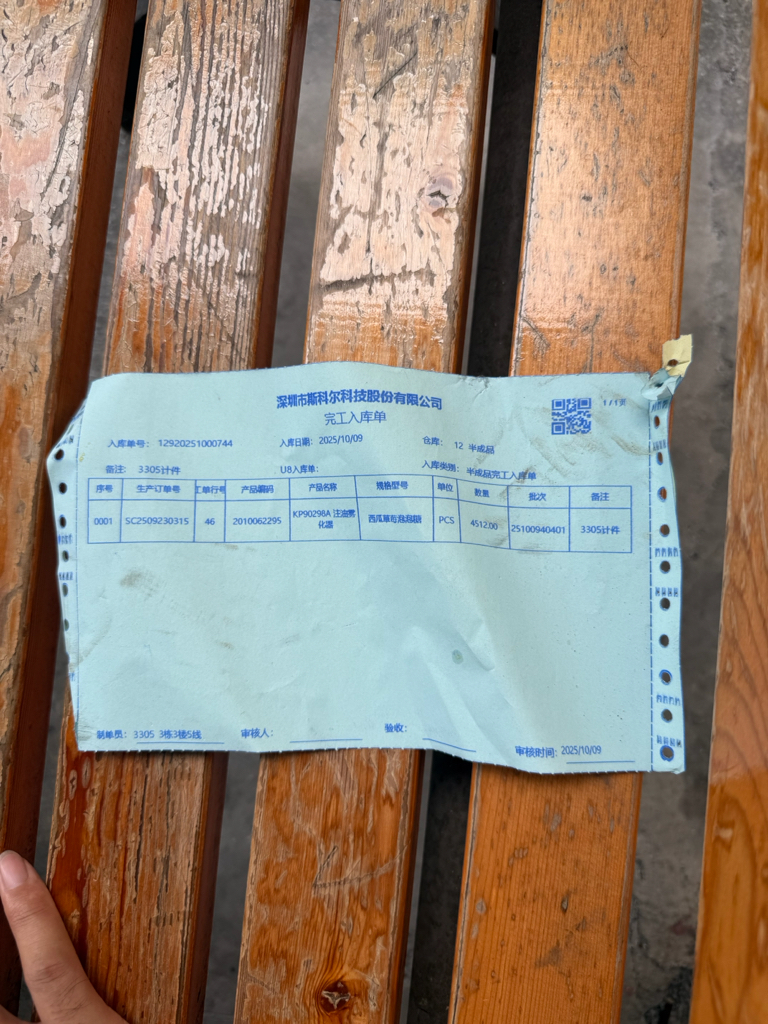 深圳市斯科尔科技股份有限公司
完工入库单
1 / 1页
入库单号： 12920251000744 入库日期： 2025/10/09 仓库： 12 半成品
备注： 3305计件 U8入库单： 入库类别： 半成品完工入库单
序号 生产订单号 工单行号 产品编码 产品名称 规格型号 单位 数量 批次 备注
0001 SC2509230315 46 2010062295 KP90298A 注油雾化器 西瓜草莓泡泡糖 PCS 4512.00 25100940401 3305计件
制单员： 3305 3栋3楼5线 审核人： 验收： 审核时间： 2025/10/09